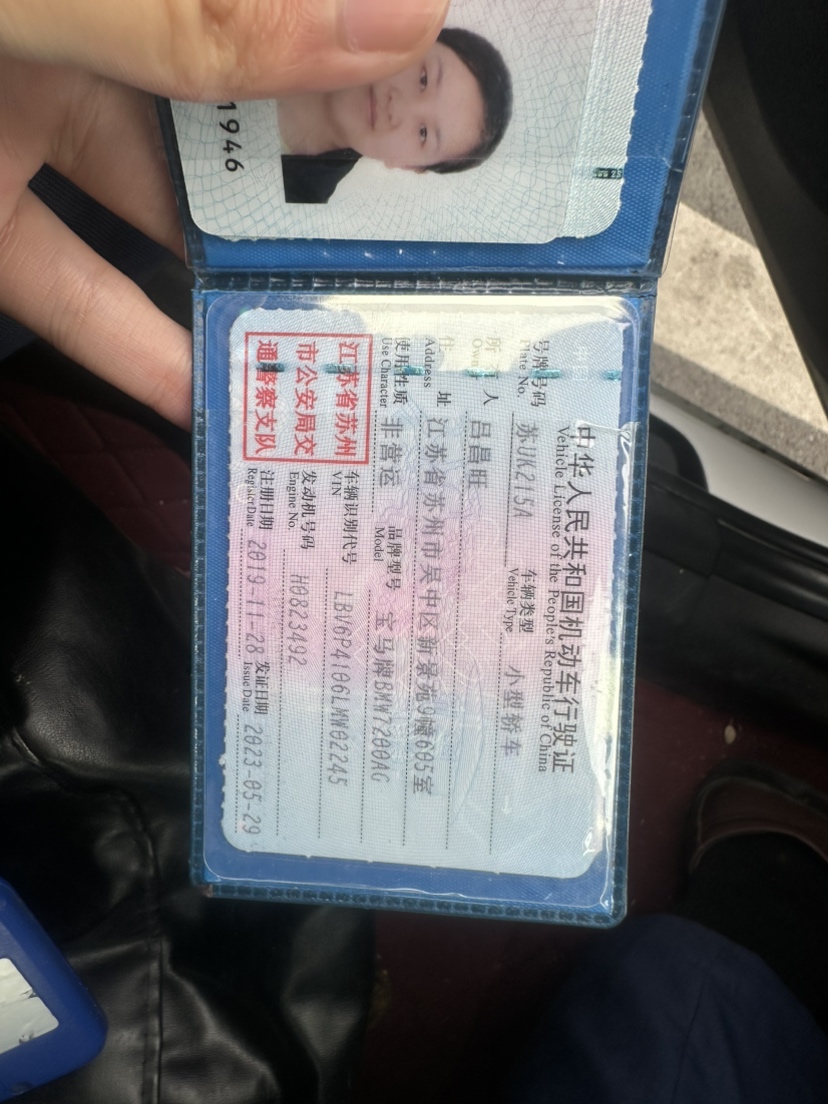 1946
中华人民共和国机动车行驶证
Vehicle License of the People's Republic of China
号牌号码 苏UK215A 车辆类型 小型轿车
Plate No. Vehicle Type
所 人 吕昌旺
住 址 江苏省苏州市吴中区新景苑9幢605室
Address
使用性质 非营运 品牌型号 宝马牌BMW7200AG
Use Character Model
江苏省苏州
市公安局交
通警察支队
车辆识别代号 LBV6P4106LMW02245
VIN
发动机号码 H0823492
Engine No.
注册日期 2019-11-28 发证日期 2023-05-29
Register Date Issue Date